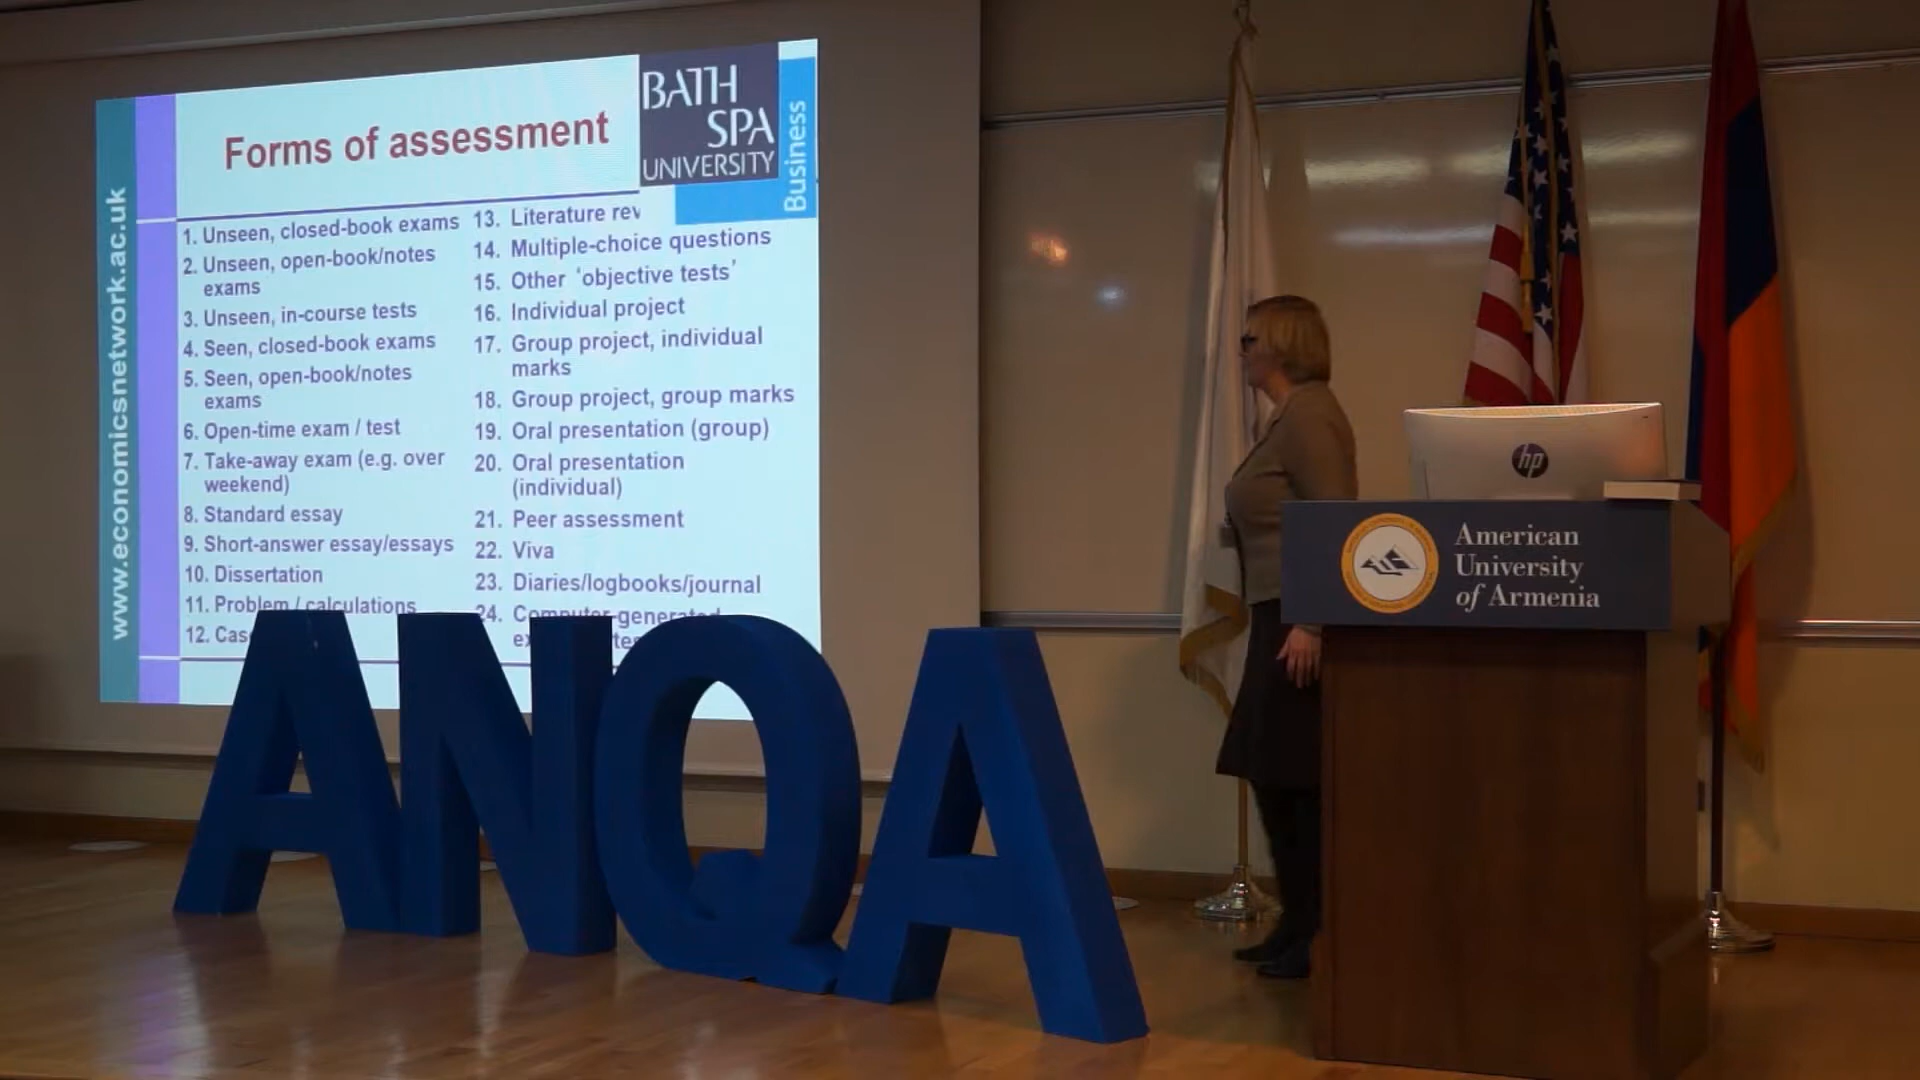 www.economicsnetwork.ac.uk
Forms of assessment
BATH
SPA
UNIVERSITY
Business
1. Unseen, closed-book exams
2. Unseen, open-book/notes
exams
3. Unseen, in-course tests
4. Seen, closed-book exams
5. Seen, open-book/notes
exams
6. Open-time exam / test
7. Take-away exam (e.g. over
weekend)
8. Standard essay
9. Short-answer essay/essays
10. Dissertation
11. Problem / calculations
12.
13. Literature
14. Multiple-choice questions
15. Other ‘objective tests’
16. Individual project
17. Group project, individual
marks
18. Group project, group marks
19. Oral presentation (group)
20. Oral presentation
(individual)
21. Peer assessment
22. Viva
23. Diaries/logbooks/journal
24. Computer-generated
ANQA
hp
American
University
of Armenia